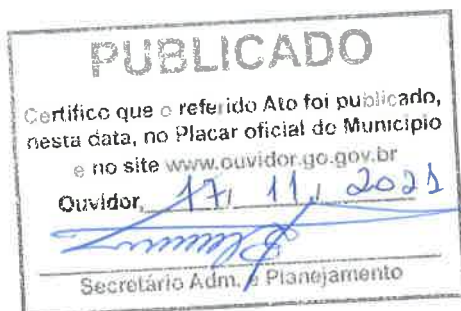 PUBLICADO
Certifico que o referido Ato foi publicado,
nesta data, no Placar oficial do Município
e no site www.ouvidor.go.gov.br
Ouvidor, 17, 11, 2021
Secretário Adm. e Planejamento